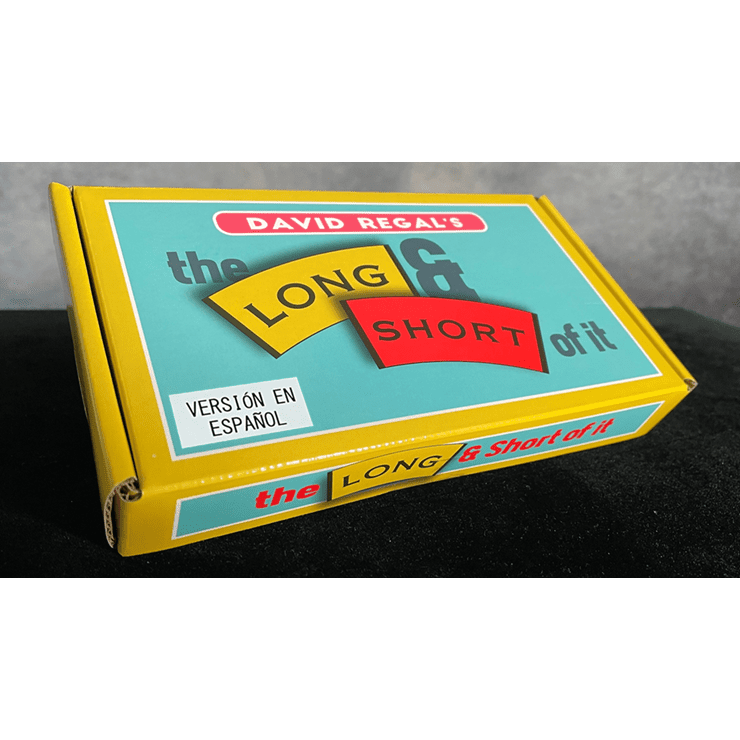 DAVID REGAL'S
the LONG &
SHORT of it
VERSIÓN EN
ESPAÑOL
the LONG & Short of it